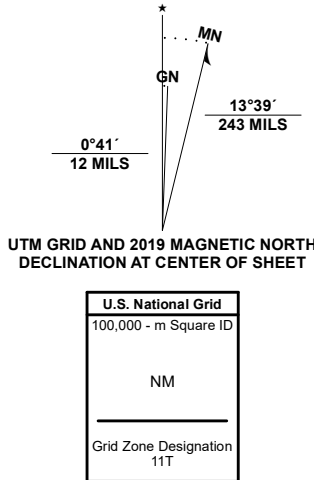 ★
MN
GN
13°39´
243 MILS
0°41´
12 MILS
UTM GRID AND 2019 MAGNETIC NORTH
DECLINATION AT CENTER OF SHEET
U.S. National Grid
100,000 - m Square ID
NM
Grid Zone Designation
11T